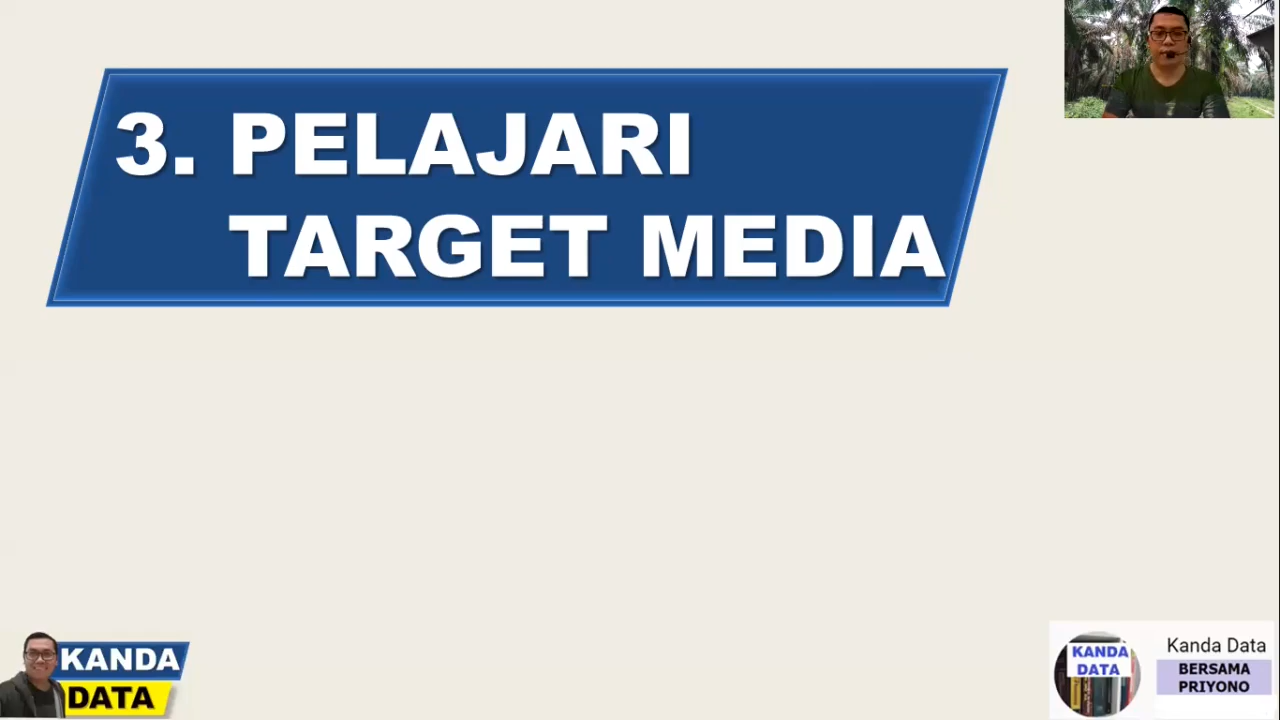 3. PELAJARI
TARGET MEDIA
KANDA
DATA
KANDA
DATA
Kanda Data
BERSAMA
PRIYONO